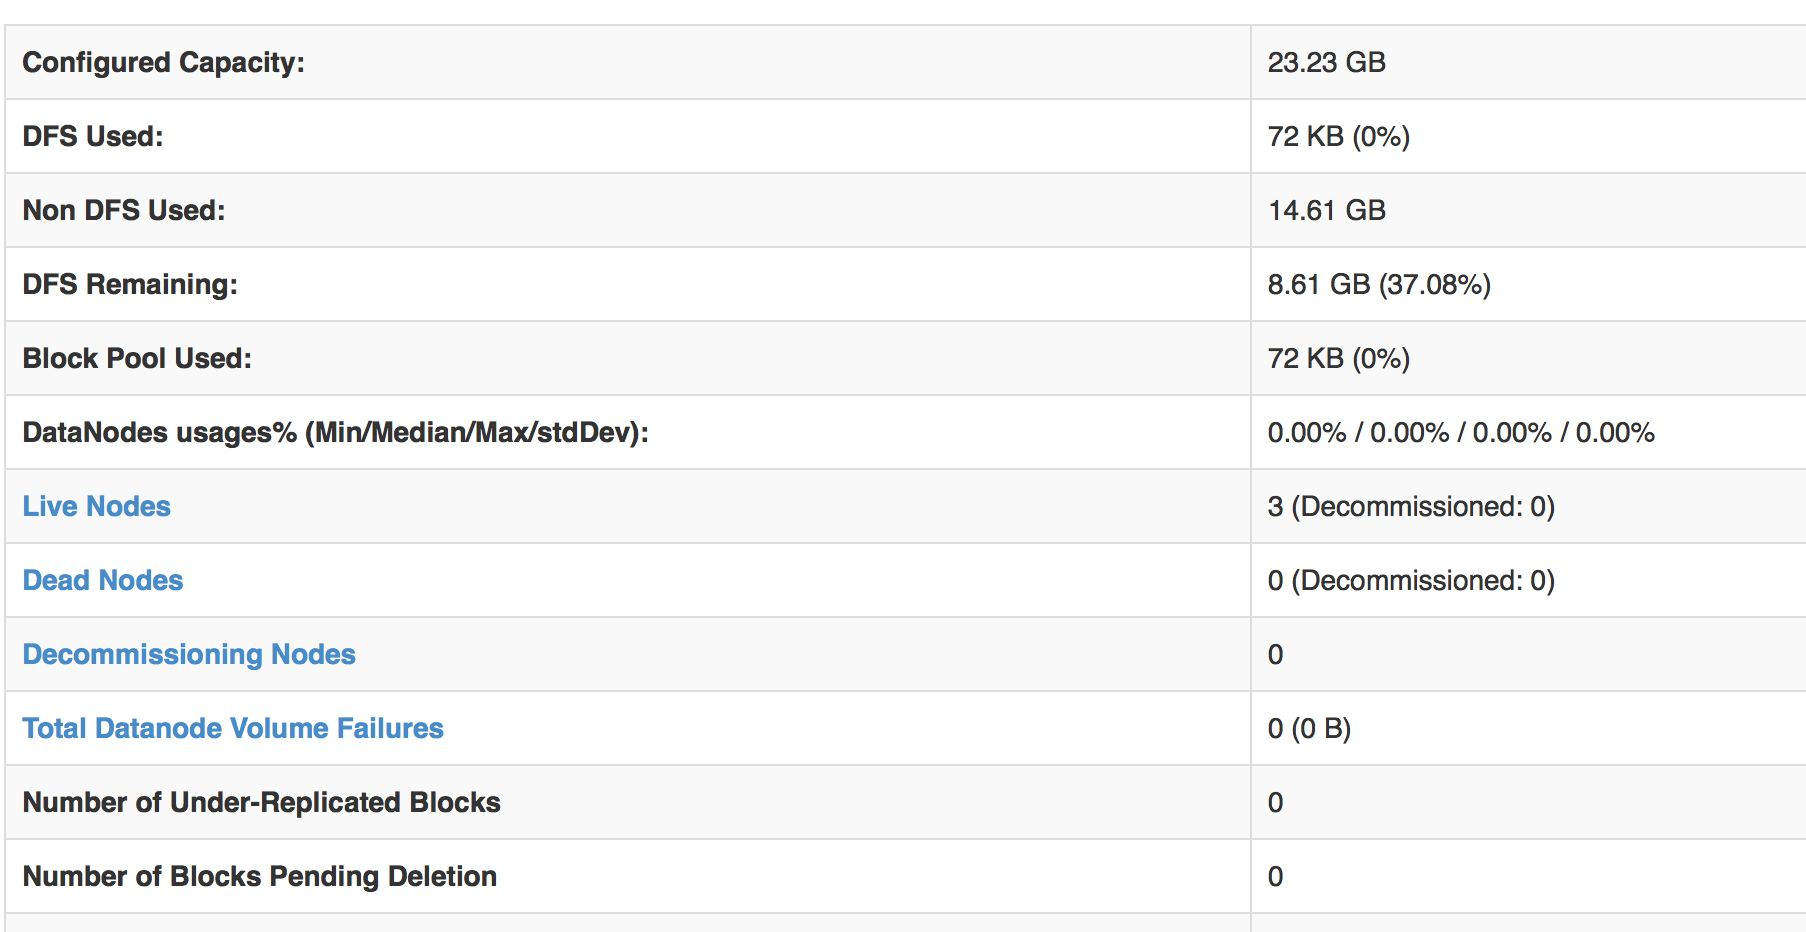 Configured Capacity: 23.23 GB
DFS Used: 72 KB (0%)
Non DFS Used: 14.61 GB
DFS Remaining: 8.61 GB (37.08%)
Block Pool Used: 72 KB (0%)
DataNodes usages% (Min/Median/Max/stdDev): 0.00% / 0.00% / 0.00% / 0.00%
Live Nodes 3 (Decommissioned: 0)
Dead Nodes 0 (Decommissioned: 0)
Decommissioning Nodes 0
Total Datanode Volume Failures 0 (0 B)
Number of Under-Replicated Blocks 0
Number of Blocks Pending Deletion 0